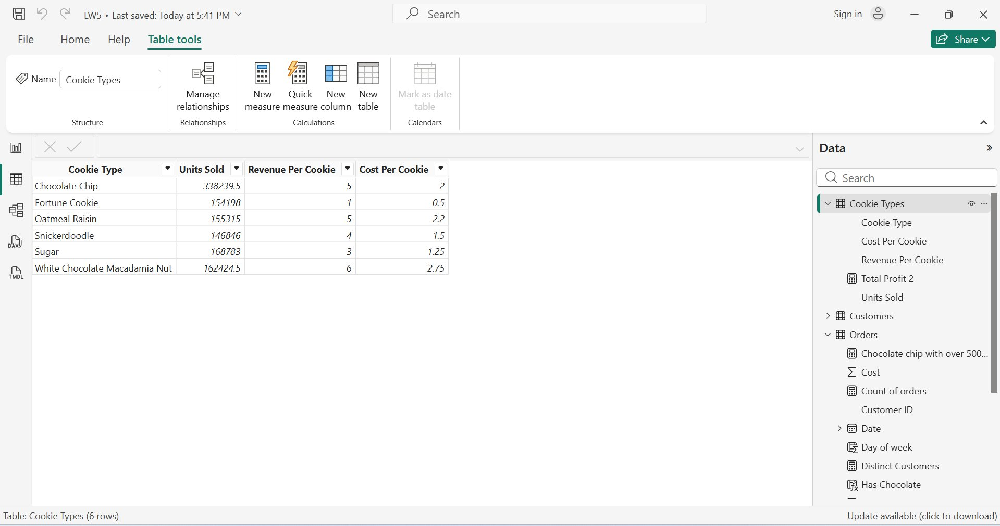 LW5 • Last saved: Today at 5:41 PM
Search
Sign in
File Home Help Table tools
Share
Name Cookie Types
Structure
Manage relationships
Relationships
New measure
Quick measure
New column
New table
Calculations
Mark as date table
Calendars
Cookie Type Units Sold Revenue Per Cookie Cost Per Cookie
Chocolate Chip 338239.5 5 2
Fortune Cookie 154198 1 0.5
Oatmeal Raisin 155315 5 2.2
Snickerdoodle 146846 4 1.5
Sugar 168783 3 1.25
White Chocolate Macadamia Nut 162424.5 6 2.75
DAX
TMDL
Data
Search
Cookie Types
Cookie Type
Cost Per Cookie
Revenue Per Cookie
Total Profit 2
Units Sold
Customers
Orders
Chocolate chip with over 500...
Cost
Count of orders
Customer ID
Date
Day of week
Distinct Customers
Has Chocolate
Table: Cookie Types (6 rows)
Update available (click to download)